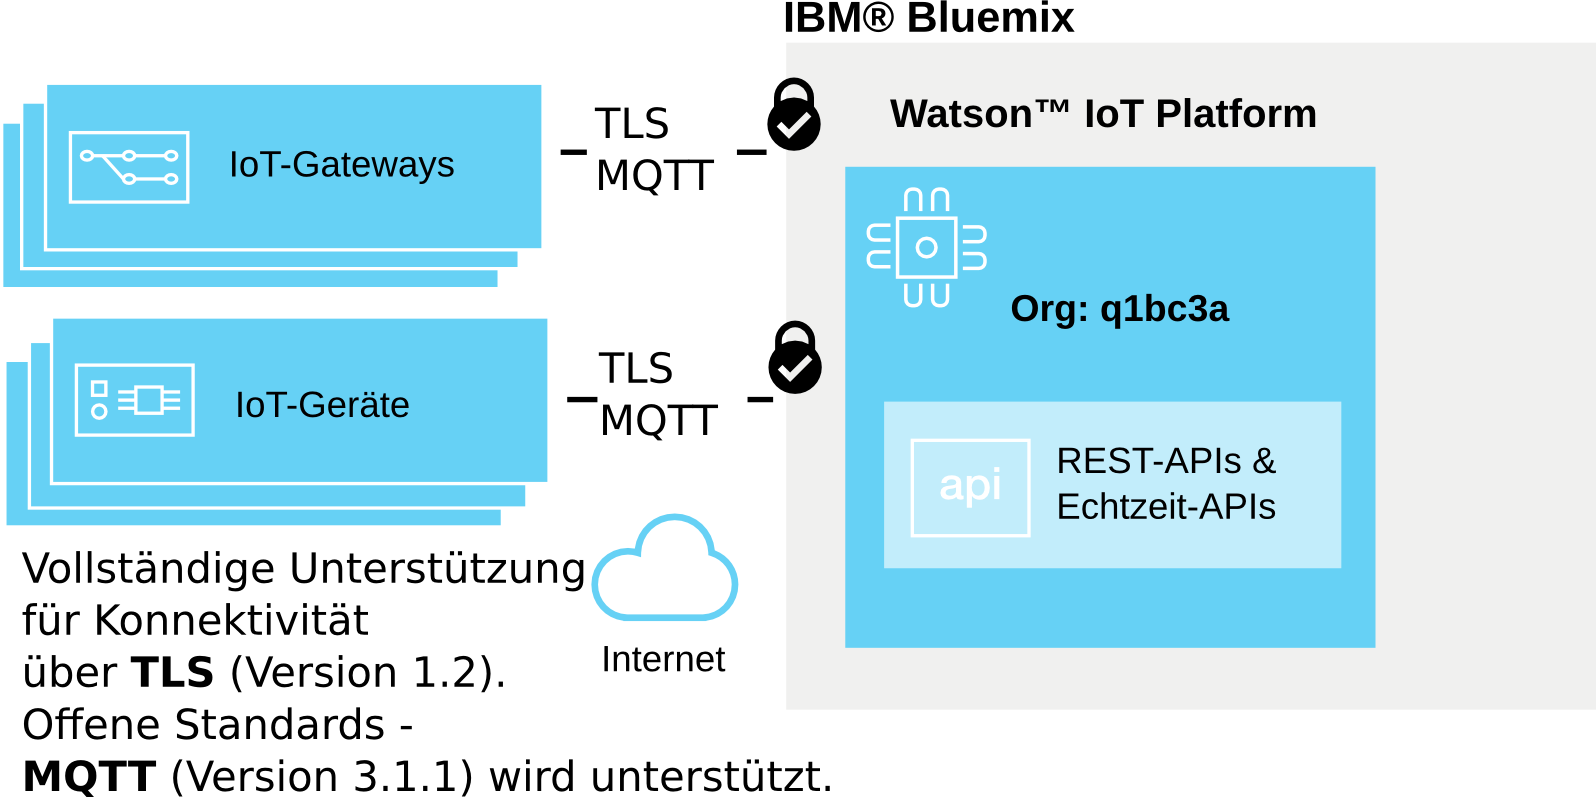 IBM® Bluemix
Watson™ IoT Platform
IoT-Gateways
TLS
MQTT
Org: q1bc3a
IoT-Geräte
TLS
MQTT
api
REST-APIs &
Echtzeit-APIs
Internet
Vollständige Unterstützung
für Konnektivität
über TLS (Version 1.2).
Offene Standards -
MQTT (Version 3.1.1) wird unterstützt.